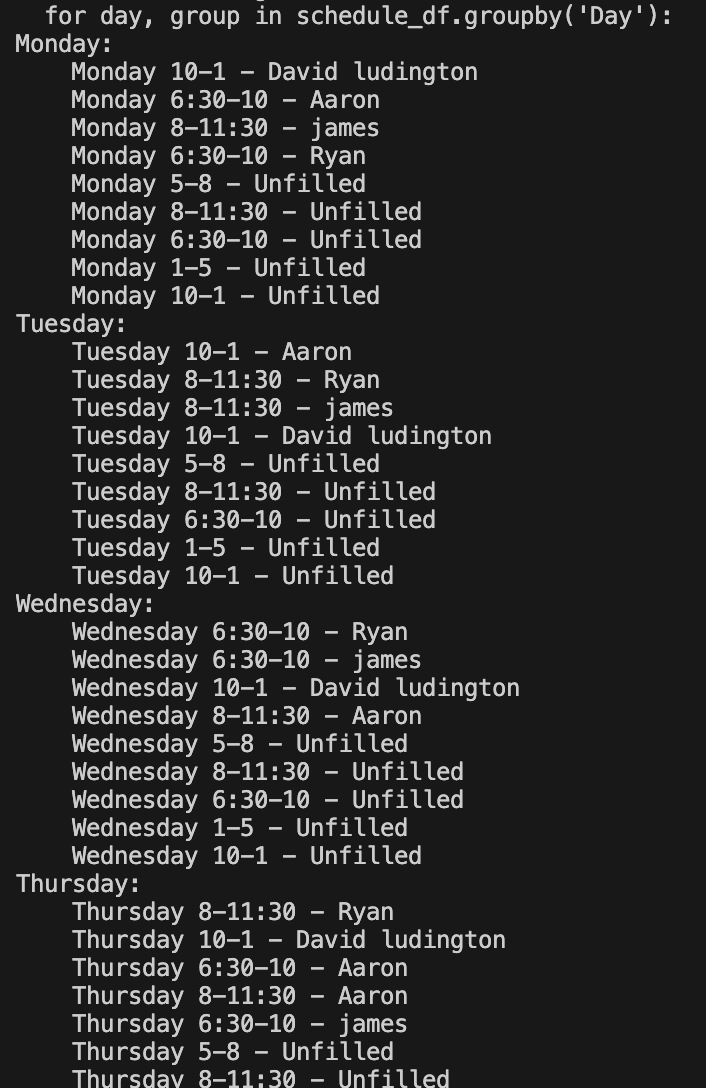 for day, group in schedule_df.groupby('Day'):
Monday:
Monday 10-1 - David ludington
Monday 6:30-10 - Aaron
Monday 8-11:30 - james
Monday 6:30-10 - Ryan
Monday 5-8 - Unfilled
Monday 8-11:30 - Unfilled
Monday 6:30-10 - Unfilled
Monday 1-5 - Unfilled
Monday 10-1 - Unfilled
Tuesday:
Tuesday 10-1 - Aaron
Tuesday 8-11:30 - Ryan
Tuesday 8-11:30 - james
Tuesday 10-1 - David ludington
Tuesday 5-8 - Unfilled
Tuesday 8-11:30 - Unfilled
Tuesday 6:30-10 - Unfilled
Tuesday 1-5 - Unfilled
Tuesday 10-1 - Unfilled
Wednesday:
Wednesday 6:30-10 - Ryan
Wednesday 6:30-10 - james
Wednesday 10-1 - David ludington
Wednesday 8-11:30 - Aaron
Wednesday 5-8 - Unfilled
Wednesday 8-11:30 - Unfilled
Wednesday 6:30-10 - Unfilled
Wednesday 1-5 - Unfilled
Wednesday 10-1 - Unfilled
Thursday:
Thursday 8-11:30 - Ryan
Thursday 10-1 - David ludington
Thursday 6:30-10 - Aaron
Thursday 8-11:30 - Aaron
Thursday 6:30-10 - james
Thursday 5-8 - Unfilled
Thursday 8-11:30 - Unfilled